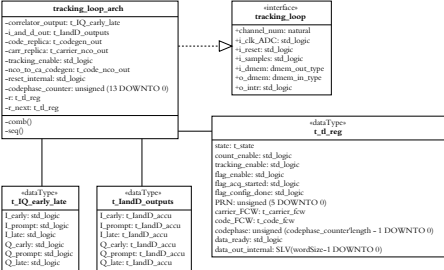 tracking_loop_arch
-correlator_output: t_IQ_early_late
-i_and_d_out: t_IandD_outputs
-code_replica: t_codegen_out
-carr_replica: t_carrier_nco_out
-tracking_enable: std_logic
-nco_to_ca_codegen: t_code_nco_out
-reset_internal: std_logic
-codephase_counter: unsigned (13 DOWNTO 0)
-r: t_tl_reg
-r_next: t_tl_reg
-comb()
-seq()
«interface»
tracking_loop
+channel_num: natural
+i_clk_ADC: std_logic
+i_reset: std_logic
+i_samples: std_logic
+i_dmem: dmem_out_type
+o_dmem: dmem_in_type
+o_intr: std_logic
«dataType»
t_tl_reg
state: t_state
count_enable: std_logic
tracking_enable: std_logic
flag_enable: std_logic
flag_acq_started: std_logic
flag_config_done: std_logic
PRN: unsigned (5 DOWNTO 0)
carrier_FCW: t_carrier_fcw
code_FCW: t_code_fcw
codephase: unsigned (codephase_counter'length - 1 DOWNTO 0)
data_ready: std_logic
data_out_internal: SLV(wordSize-1 DOWNTO 0)
«dataType»
t_IQ_early_late
I_early: std_logic
I_prompt: std_logic
I_late: std_logic
Q_early: std_logic
Q_prompt: std_logic
Q_late: std_logic
«dataType»
t_IandD_outputs
I_early: t_IandD_accu
I_prompt: t_IandD_accu
I_late: t_IandD_accu
Q_early: t_IandD_accu
Q_prompt: t_IandD_accu
Q_late: t_IandD_accu